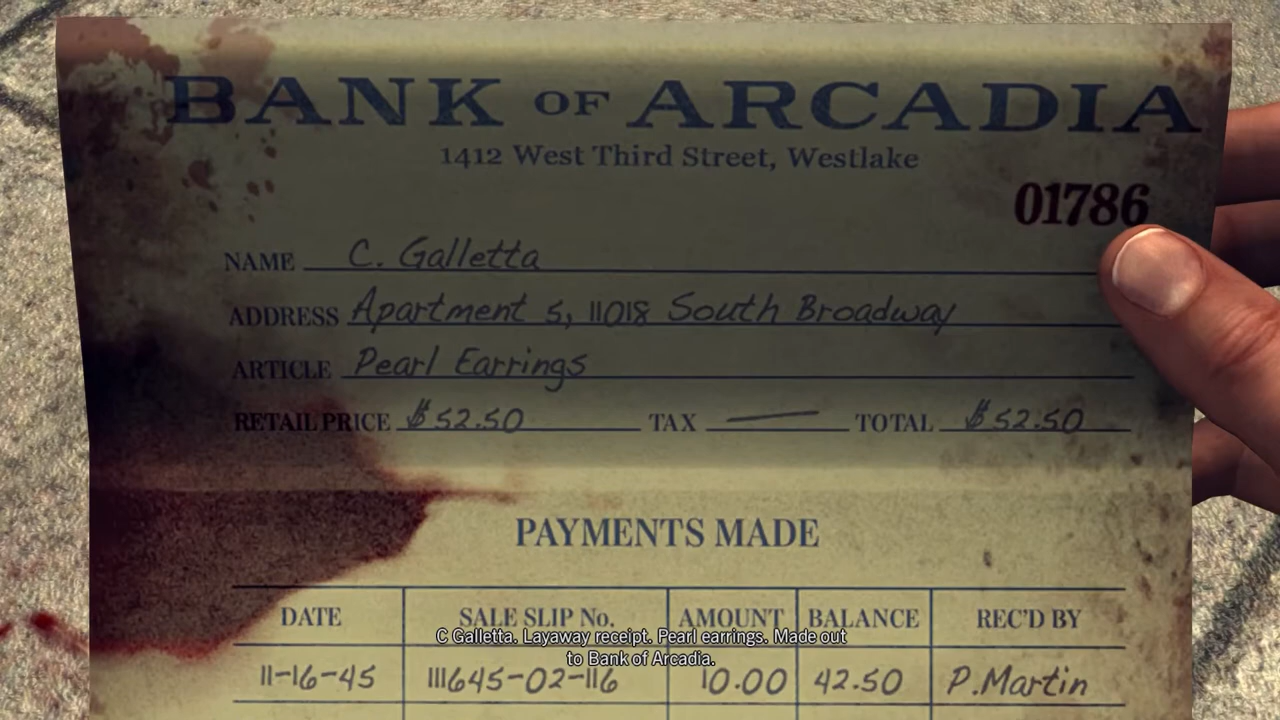 BANK OF ARCADIA
1412 West Third Street, Westlake
01786
NAME C. Galletta
ADDRESS Apartment 5, 11018 South Broadway
ARTICLE Pearl Earrings
RETAIL PRICE $52.50 TAX — TOTAL $52.50
PAYMENTS MADE
DATE SALE SLIP No. AMOUNT BALANCE REC'D BY
C Galletta. Layaway receipt. Pearl earrings. Made out
to Bank of Arcadia.
11-16-45 111645-02-116 10.00 42.50 P.Martin